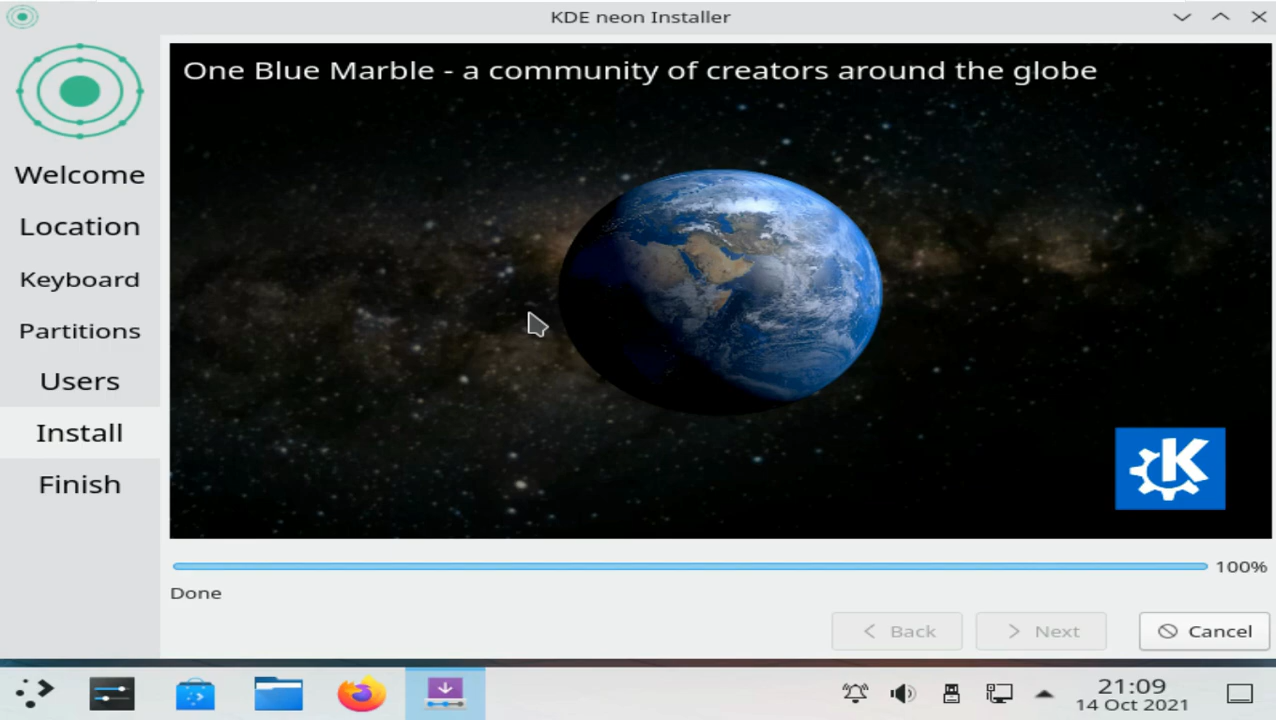 KDE neon Installer
One Blue Marble - a community of creators around the globe
Welcome
Location
Keyboard
Partitions
Users
Install
Finish
100%
Done
Back
Next
Cancel
21:09
14 Oct 2021